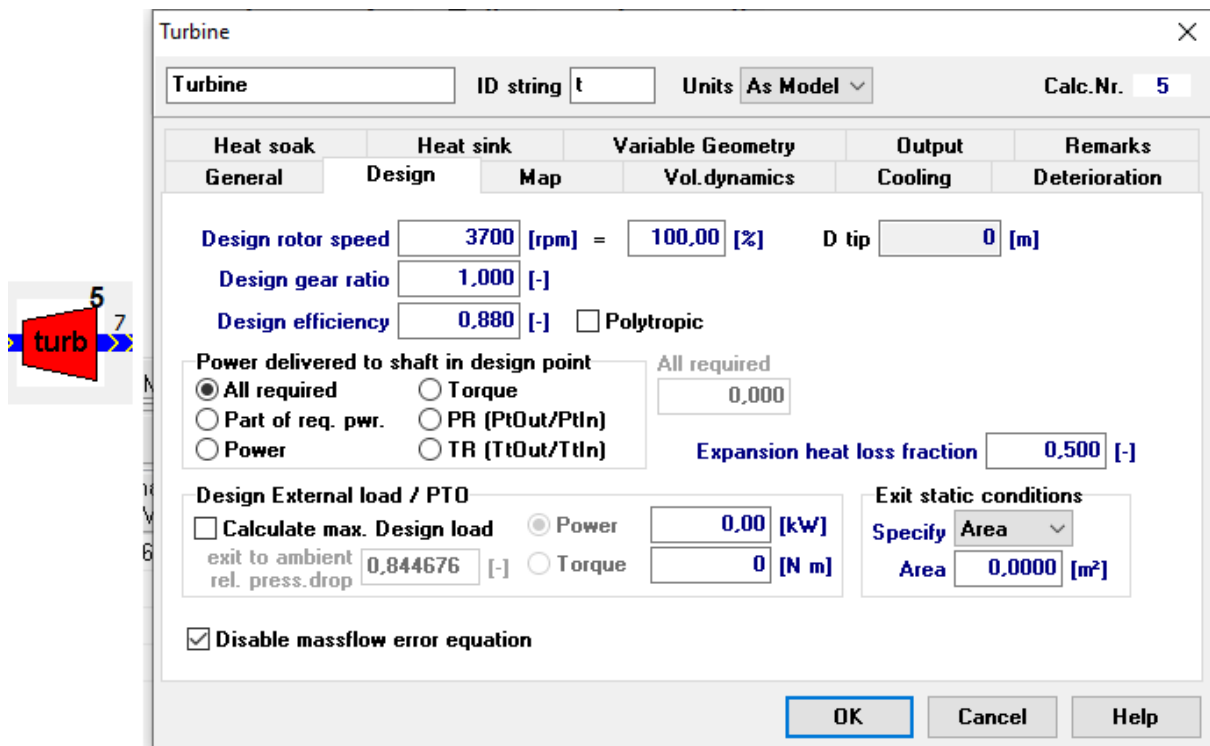 Turbine
Turbine ID string t Units As Model Calc.Nr. 5
Heat soak Heat sink Variable Geometry Output Remarks
General Design Map Vol.dynamics Cooling Deterioration
Design rotor speed 3700 [rpm] = 100,00 [%] D tip 0 [m]
Design gear ratio 1,000 [-]
Design efficiency 0,880 [-] Polytropic
Power delivered to shaft in design point All required
All required Torque 0,000
Part of req. pwr. PR (PtOut/PtIn)
Power TR (TtOut/TtIn) Expansion heat loss fraction 0,500 [-]
Design External load / PTO Exit static conditions
Calculate max. Design load Power 0,00 [kW] Specify Area
exit to ambient
rel. press.drop 0,844676 [-] Torque 0 [N m] Area 0,0000 [m²]
Disable massflow error equation
OK Cancel Help
5
7
turb
6